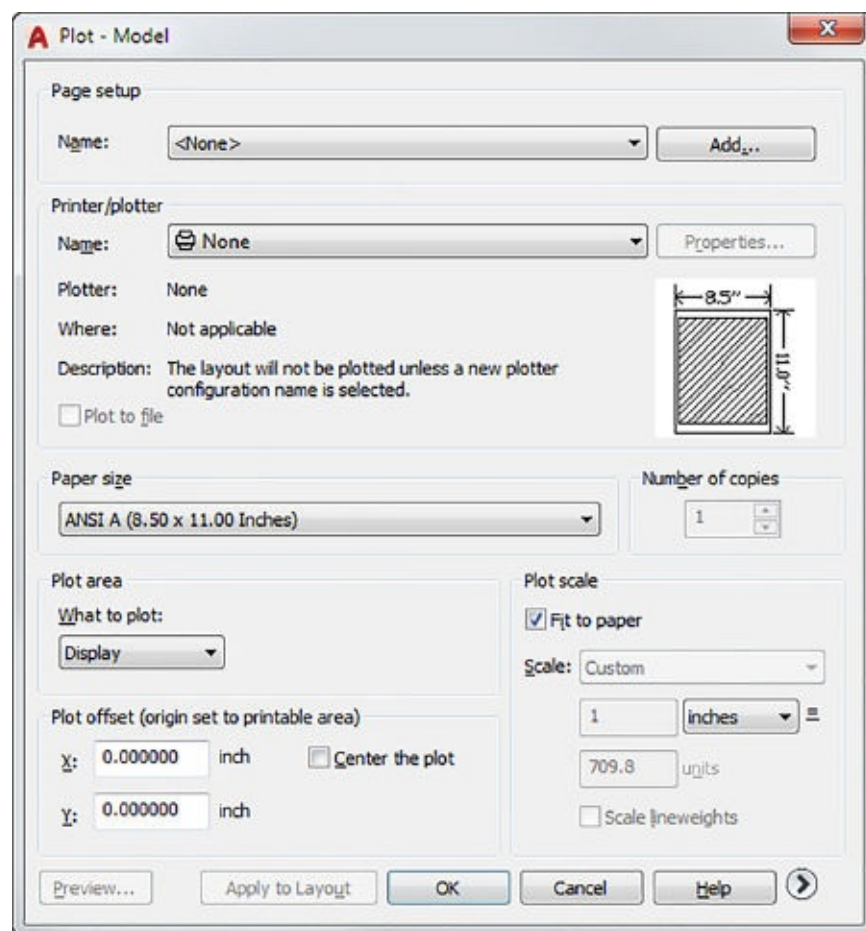 A Plot - Model
Page setup
Name: <None> Add...
Printer/plotter
Name: None Properties...
Plotter: None
Where: Not applicable
Description: The layout will not be plotted unless a new plotter
configuration name is selected.
Plot to file
8.5"
11.0"
Paper size
ANSI A (8.50 x 11.00 Inches)
Number of copies
1
Plot area
What to plot:
Display
Plot offset (origin set to printable area)
X: 0.000000 inch Center the plot
Y: 0.000000 inch
Plot scale
Fit to paper
Scale: Custom
1 inches =
709.8 units
Scale lineweights
Preview... Apply to Layout OK Cancel Help